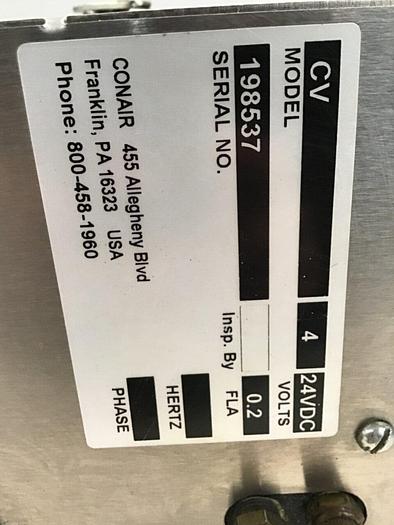 CV 4 24VDC
MODEL VOLTS
198537 0.2
SERIAL NO. Insp. By FLA
HERTZ
PHASE
CONAIR 455 Allegheny Blvd
Franklin, PA 16323 USA
Phone: 800-458-1960